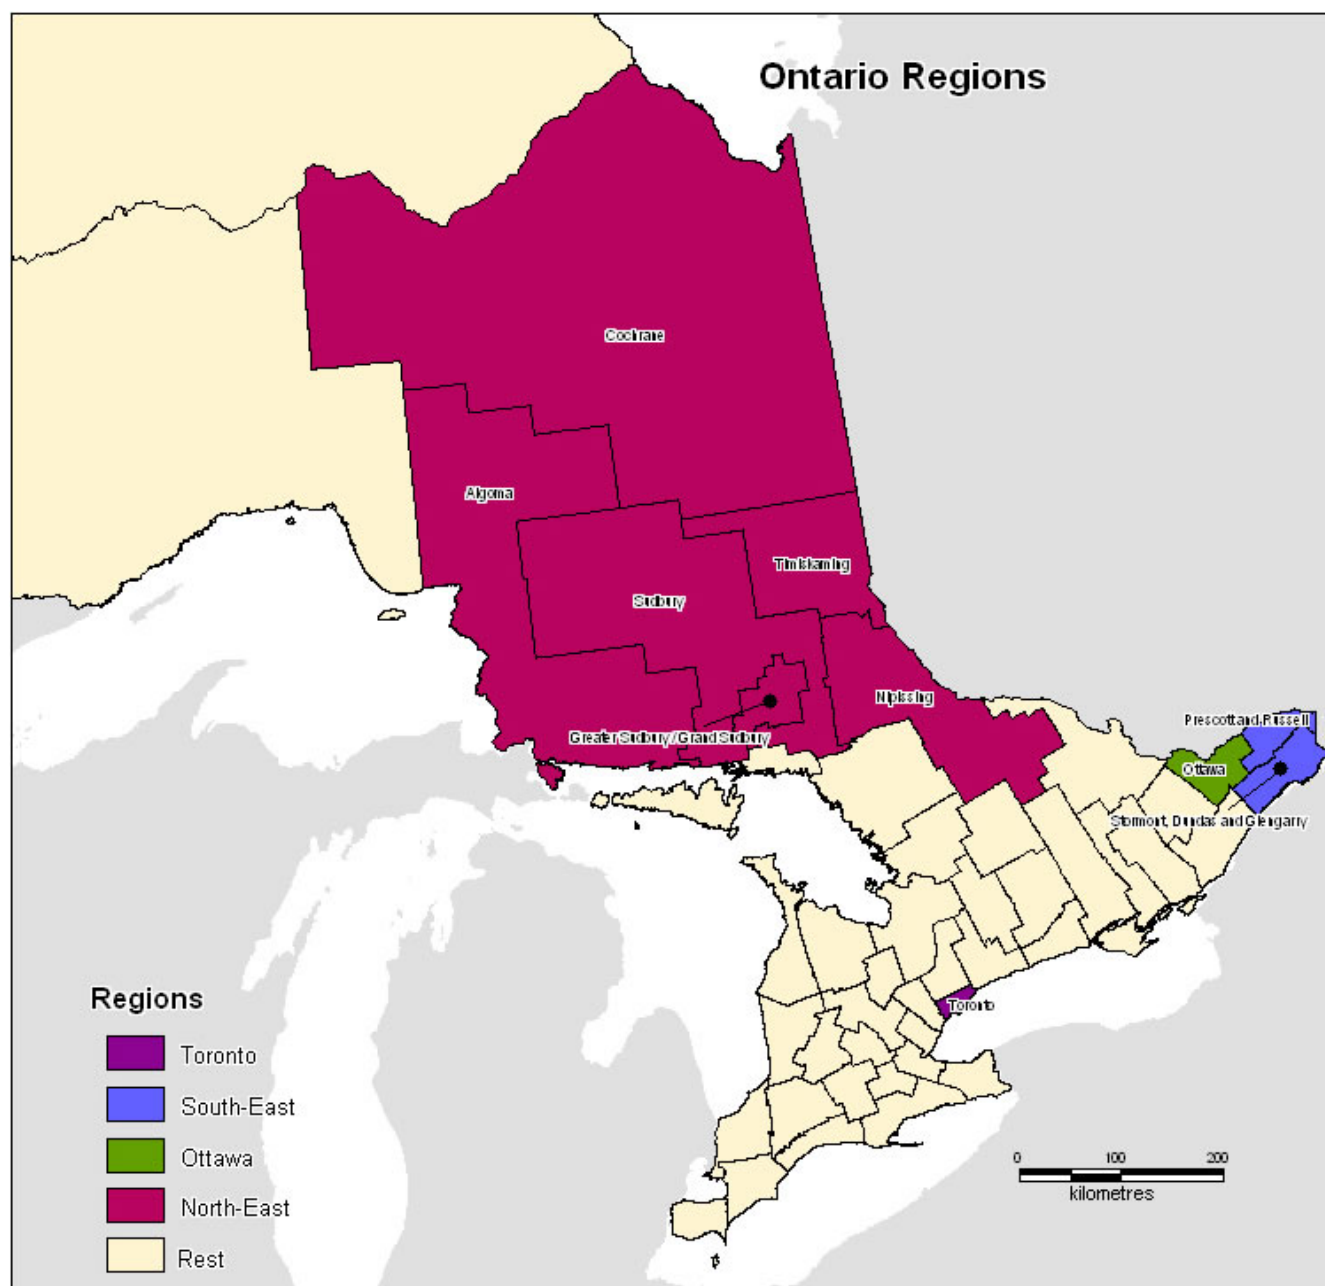 Ontario Regions
Cochrane
Algoma
Timiskaming
Sudbury
Nipissing
Prescott and Russell
Greater Sudbury / Grand Sudbury
Ottawa
Stormont, Dundas and Glengarry
Toronto
Regions
Toronto
South-East
Ottawa
North-East
Rest
0 100 200
kilometres